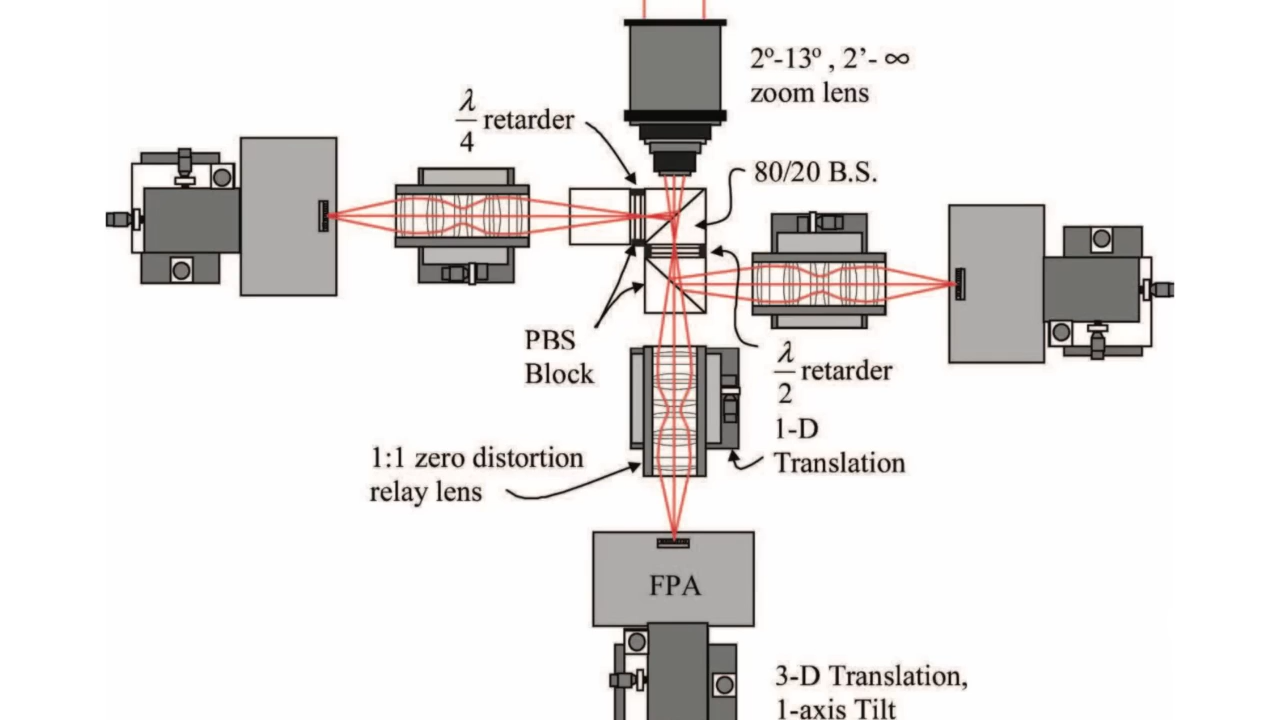 2º-13º , 2’- ∞
zoom lens
λ
4
retarder
80/20 B.S.
PBS
Block
λ
2
retarder
1-D
Translation
1:1 zero distortion
relay lens
FPA
3-D Translation,
1-axis Tilt